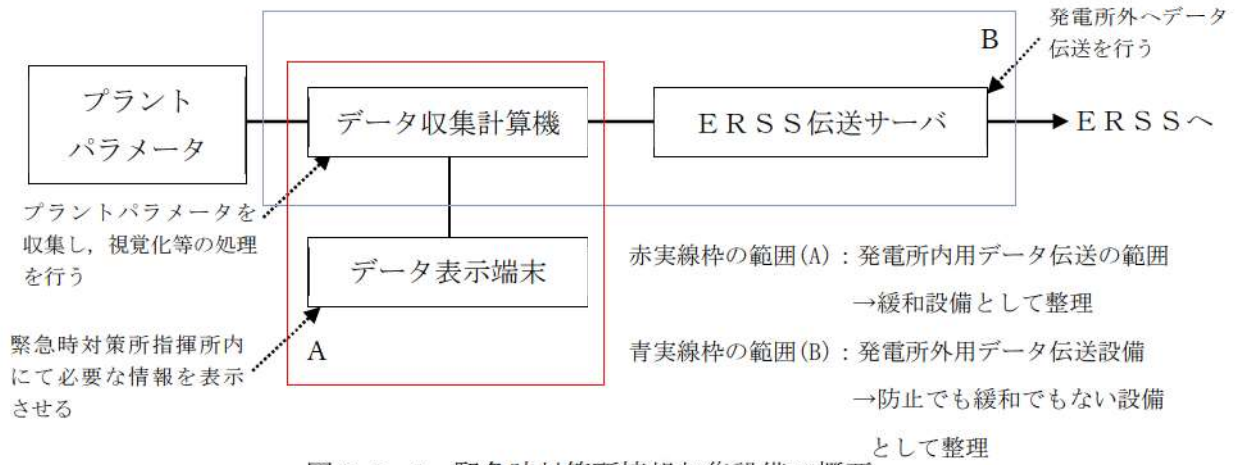 発電所外へデータ
伝送を行う
B
プラント
パラメータ
データ収集計算機
ERSS伝送サーバ
ERSSへ
プラントパラメータを
収集し，視覚化等の処理
を行う
データ表示端末
緊急時対策所指揮所内
にて必要な情報を表示
させる
A
赤実線枠の範囲(A)：発電所内用データ伝送の範囲
→緩和設備として整理
青実線枠の範囲(B)：発電所外用データ伝送設備
→防止でも緩和でもない設備
として整理